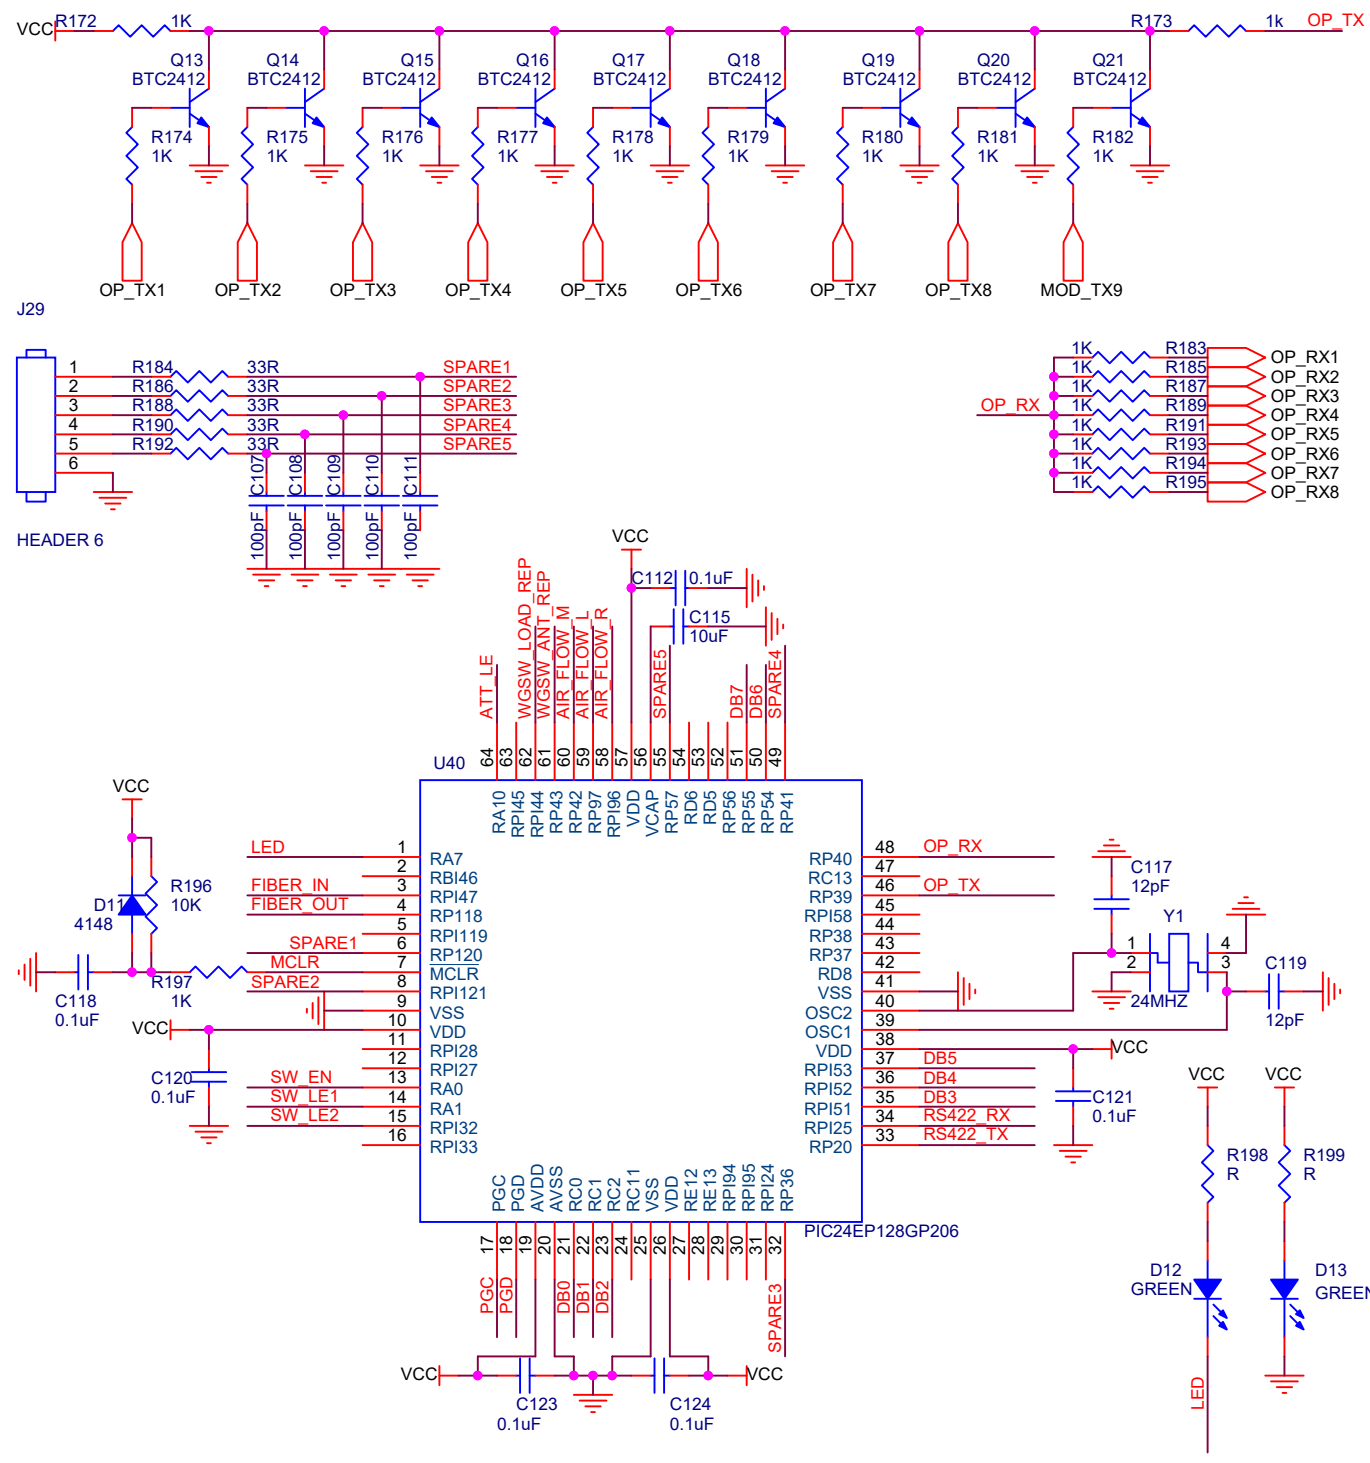 VCC R172 1K R173 1k OP_TX
Q13 Q14 Q15 Q16 Q17 Q18 Q19 Q20 Q21
BTC2412 BTC2412 BTC2412 BTC2412 BTC2412 BTC2412 BTC2412 BTC2412 BTC2412
R174 R175 R176 R177 R178 R179 R180 R181 R182
1K 1K 1K 1K 1K 1K 1K 1K 1K
OP_TX1 OP_TX2 OP_TX3 OP_TX4 OP_TX5 OP_TX6 OP_TX7 OP_TX8 MOD_TX9
J29
1 R184 33R SPARE1
2 R186 33R SPARE2
3 R188 33R SPARE3
4 R190 33R SPARE4
5 R192 33R SPARE5
6
C107 C108 C109 C110 C111
100pF 100pF 100pF 100pF 100pF
HEADER 6
OP_RX
1K R183 OP_RX1
1K R185 OP_RX2
1K R187 OP_RX3
1K R189 OP_RX4
1K R191 OP_RX5
1K R193 OP_RX6
1K R194 OP_RX7
1K R195 OP_RX8
VCC
C112 0.1uF
C115
10uF
ATT_LE WGSW_LOAD_REP WGSW_ANT_REP AIR_FLOW_M AIR_FLOW_L AIR_FLOW_R SPARE5 DB7 DB6 SPARE4
64 63 62 61 60 59 58 57 56 55 54 53 52 51 50 49
U40
RA10 RPI45 RPI44 RP43 RP42 RP97 RPI96 VDD VCAP RP57 RD6 RD5 RP56 RP55 RP54 RP41
VCC
R196
10K
D11
4148
C118
0.1uF
R197
1K
VCC
C120
0.1uF
LED 1 RA7
2 RBI46
FIBER_IN 3 RPI47
FIBER_OUT 4 RP118
5 RPI119
SPARE1 6 RP120
MCLR 7 MCLR
SPARE2 8 RPI121
9 VSS
10 VDD
11 RPI28
12 RPI27
SW_EN 13 RA0
SW_LE1 14 RA1
SW_LE2 15 RPI32
16 RPI33
RP40 48 OP_RX
RC13 47
RP39 46 OP_TX
RPI58 45
RP38 44
RP37 43
RD8 42
VSS 41
OSC2 40
OSC1 39
VDD 38 VCC
RPI53 37 DB5
RPI52 36 DB4
RPI51 35 DB3
RPI25 34 RS422_RX
RP20 33 RS422_TX
C117
12pF
Y1
1 4
2 3
24MHZ
C119
12pF
C121
0.1uF
PGC PGD AVDD AVSS RC0 RC1 RC2 RC11 VSS VDD RE12 RE13 RPI94 RPI95 RPI24 RP36
PIC24EP128GP206
17 18 19 20 21 22 23 24 25 26 27 28 29 30 31 32
PGC PGD DB0 DB1 DB2 SPARE3
VCC C123 0.1uF
C124 0.1uF VCC
VCC VCC
R198 R199
R R
D12 D13
GREEN GREEN
LED